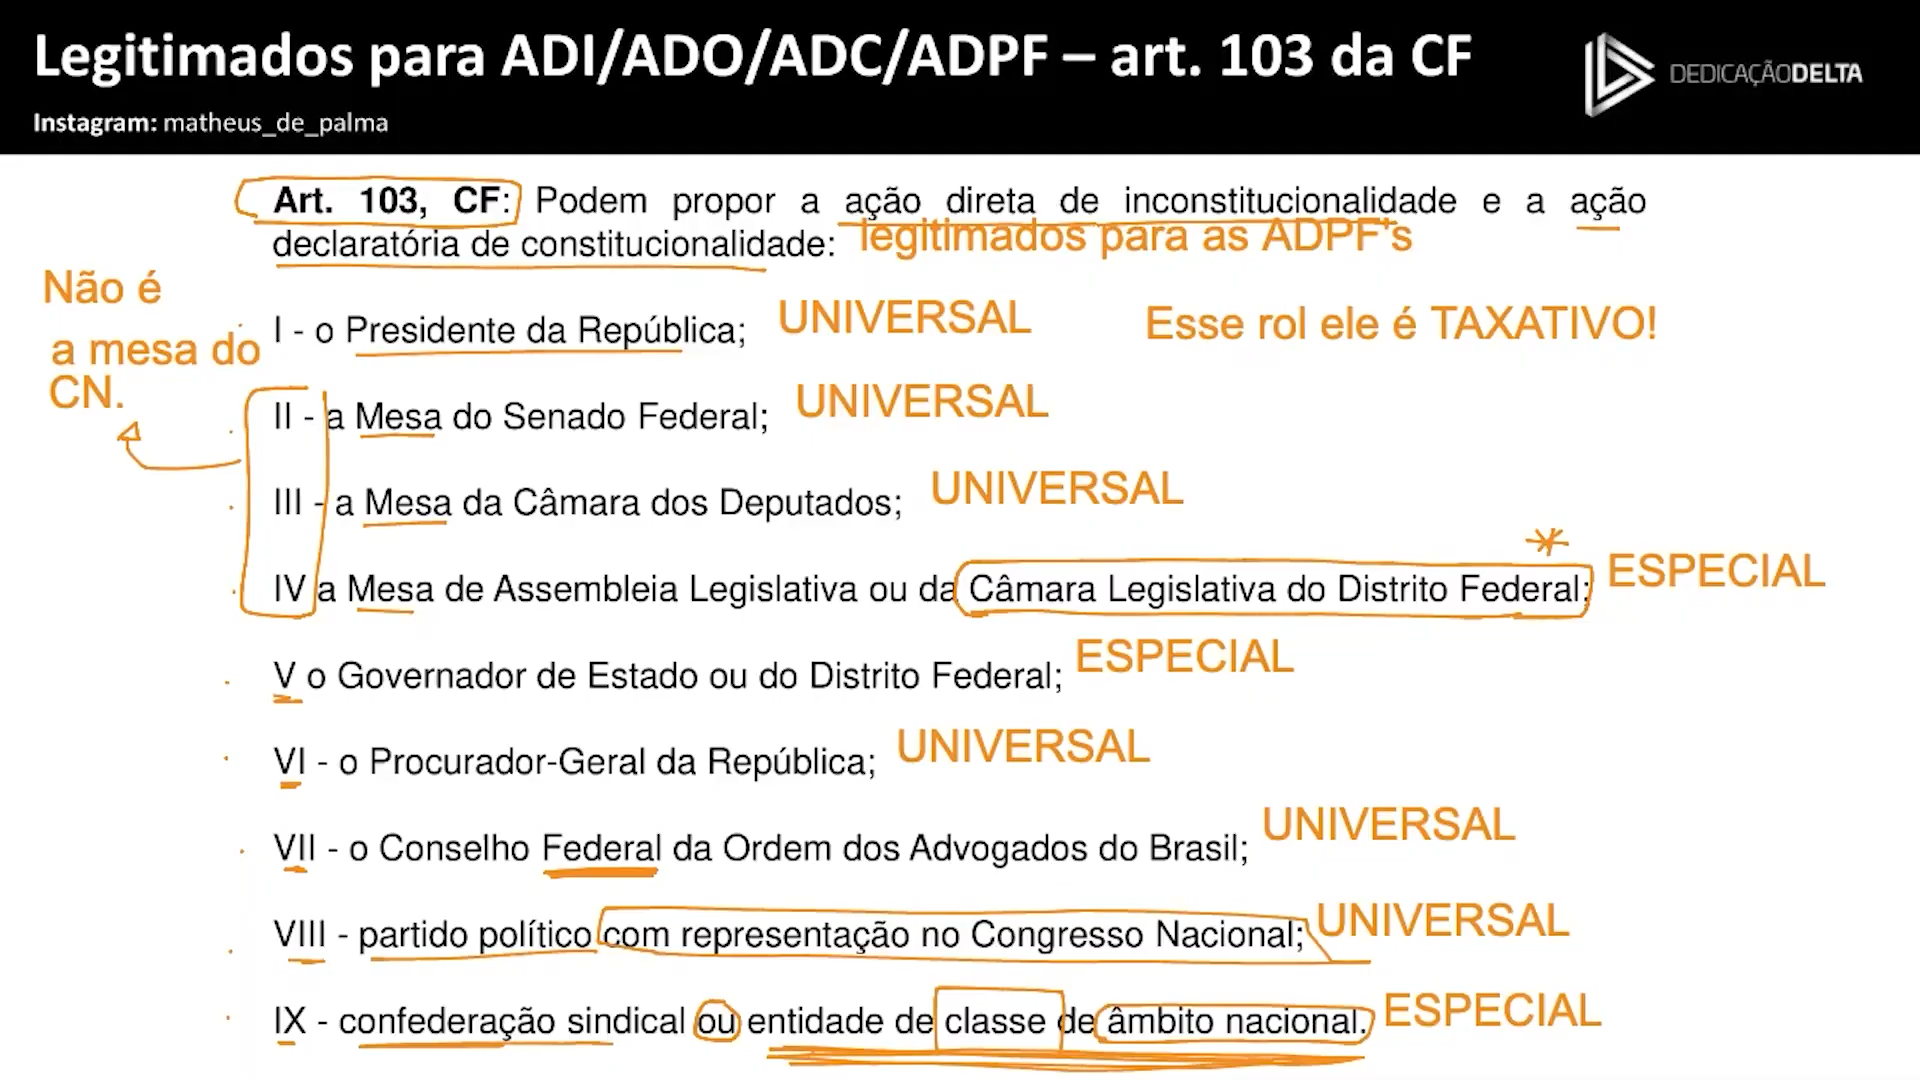 Legitimados para ADI/ADO/ADC/ADPF – art. 103 da CF
DEDICAÇÃODELTA
Instagram: matheus_de_palma
Art. 103, CF: Podem propor a ação direta de inconstitucionalidade e a ação
declaratória de constitucionalidade: legitimados para as ADPF's
Não é
a mesa do
CN.
I - o Presidente da República; UNIVERSAL
Esse rol ele é TAXATIVO!
II - a Mesa do Senado Federal; UNIVERSAL
III - a Mesa da Câmara dos Deputados; UNIVERSAL
IV a Mesa de Assembleia Legislativa ou da Câmara Legislativa do Distrito Federal; ESPECIAL
V o Governador de Estado ou do Distrito Federal; ESPECIAL
VI - o Procurador-Geral da República; UNIVERSAL
VII - o Conselho Federal da Ordem dos Advogados do Brasil; UNIVERSAL
VIII - partido político com representação no Congresso Nacional; UNIVERSAL
IX - confederação sindical ou entidade de classe de âmbito nacional. ESPECIAL